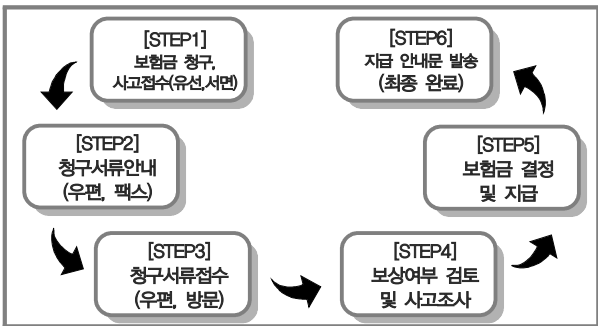 [STEP1]
보험금 청구,
사고접수(유선,서면)
[STEP2]
청구서류안내
(우편, 팩스)
[STEP3]
청구서류접수
(우편, 방문)
[STEP4]
보상여부 검토
및 사고조사
[STEP5]
보험금 결정
및 지급
[STEP6]
지급 안내문 발송
(최종 완료)